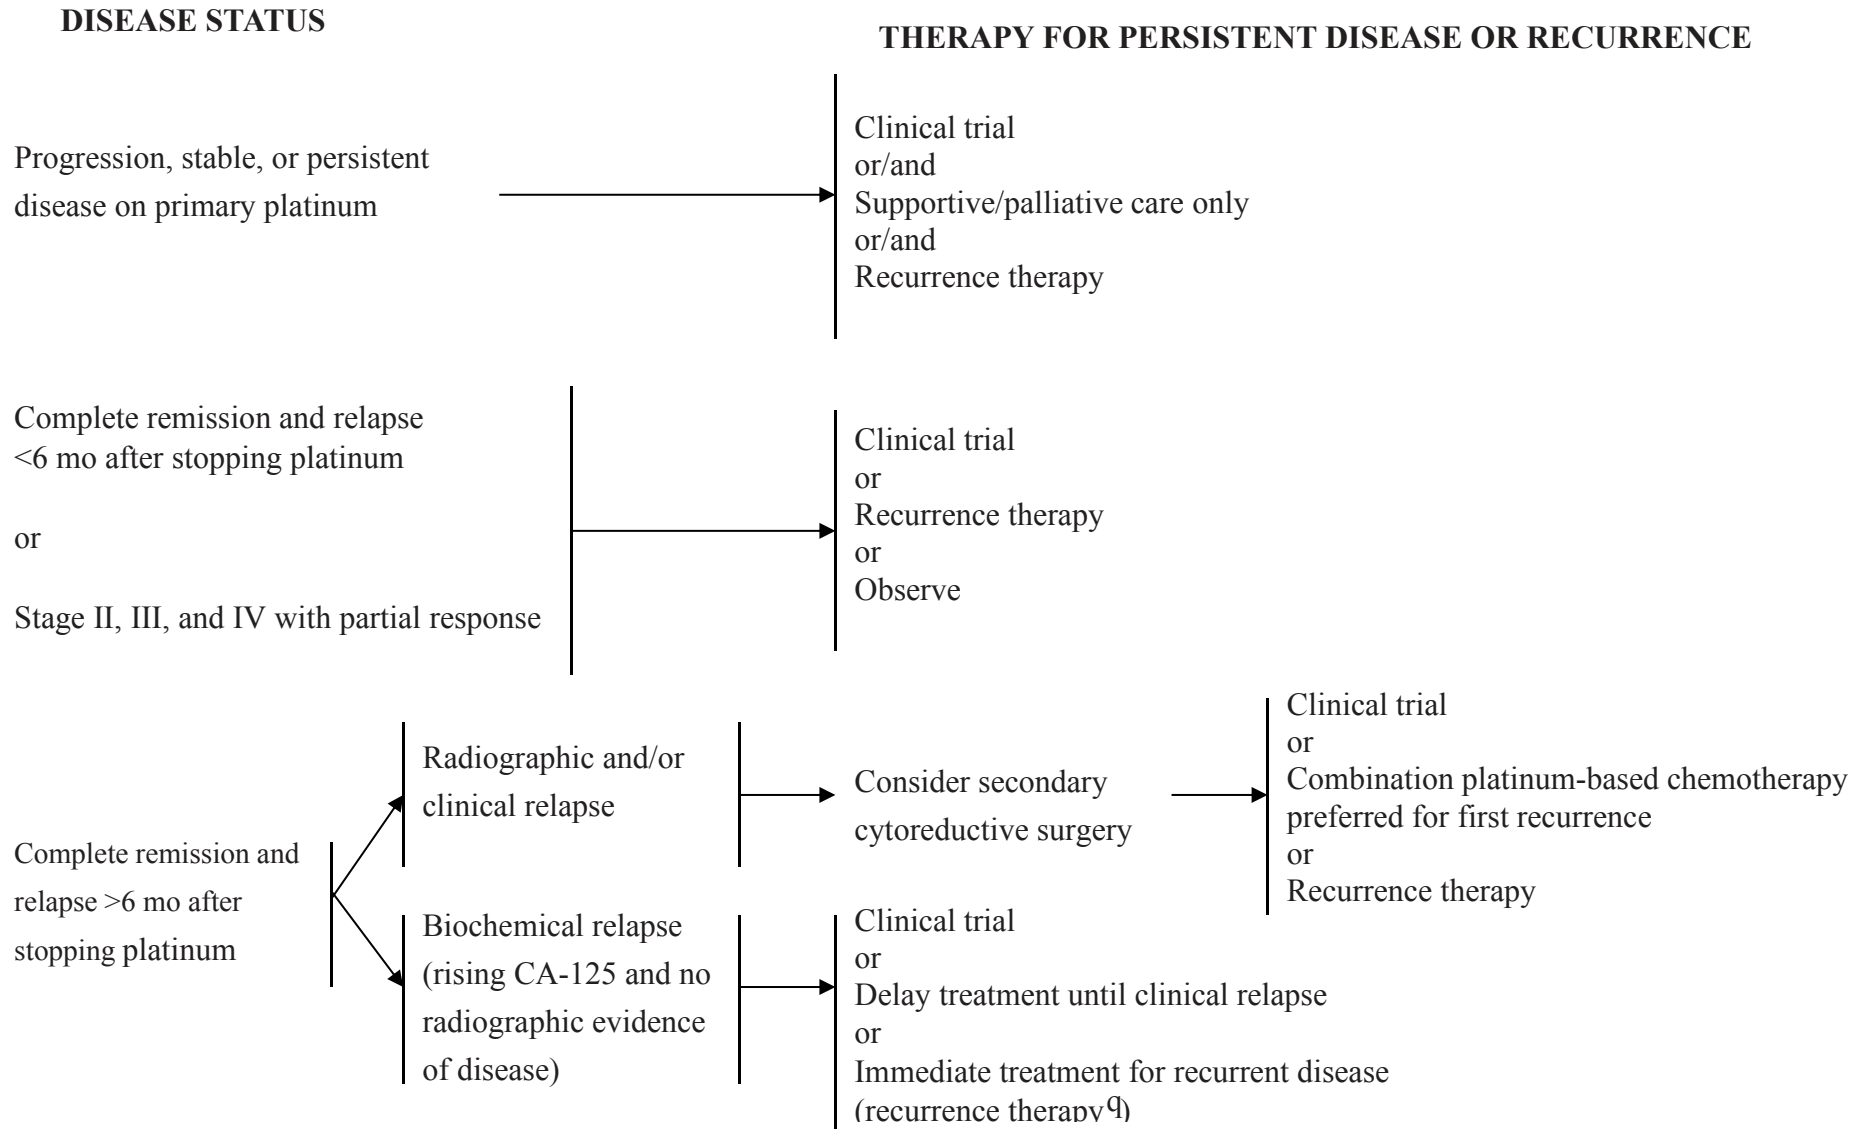 DISEASE STATUS
THERAPY FOR PERSISTENT DISEASE OR RECURRENCE
Progression, stable, or persistent
disease on primary platinum
Clinical trial
or/and
Supportive/palliative care only
or/and
Recurrence therapy
Complete remission and relapse
<6 mo after stopping platinum
or
Stage II, III, and IV with partial response
Clinical trial
or
Recurrence therapy
or
Observe
Complete remission and
relapse >6 mo after
stopping platinum
Radiographic and/or
clinical relapse
Consider secondary
cytoreductive surgery
Clinical trial
or
Combination platinum-based chemotherapy
preferred for first recurrence
or
Recurrence therapy
Biochemical relapse
(rising CA-125 and no
radiographic evidence
of disease)
Clinical trial
or
Delay treatment until clinical relapse
or
Immediate treatment for recurrent disease
(recurrence therapy q)